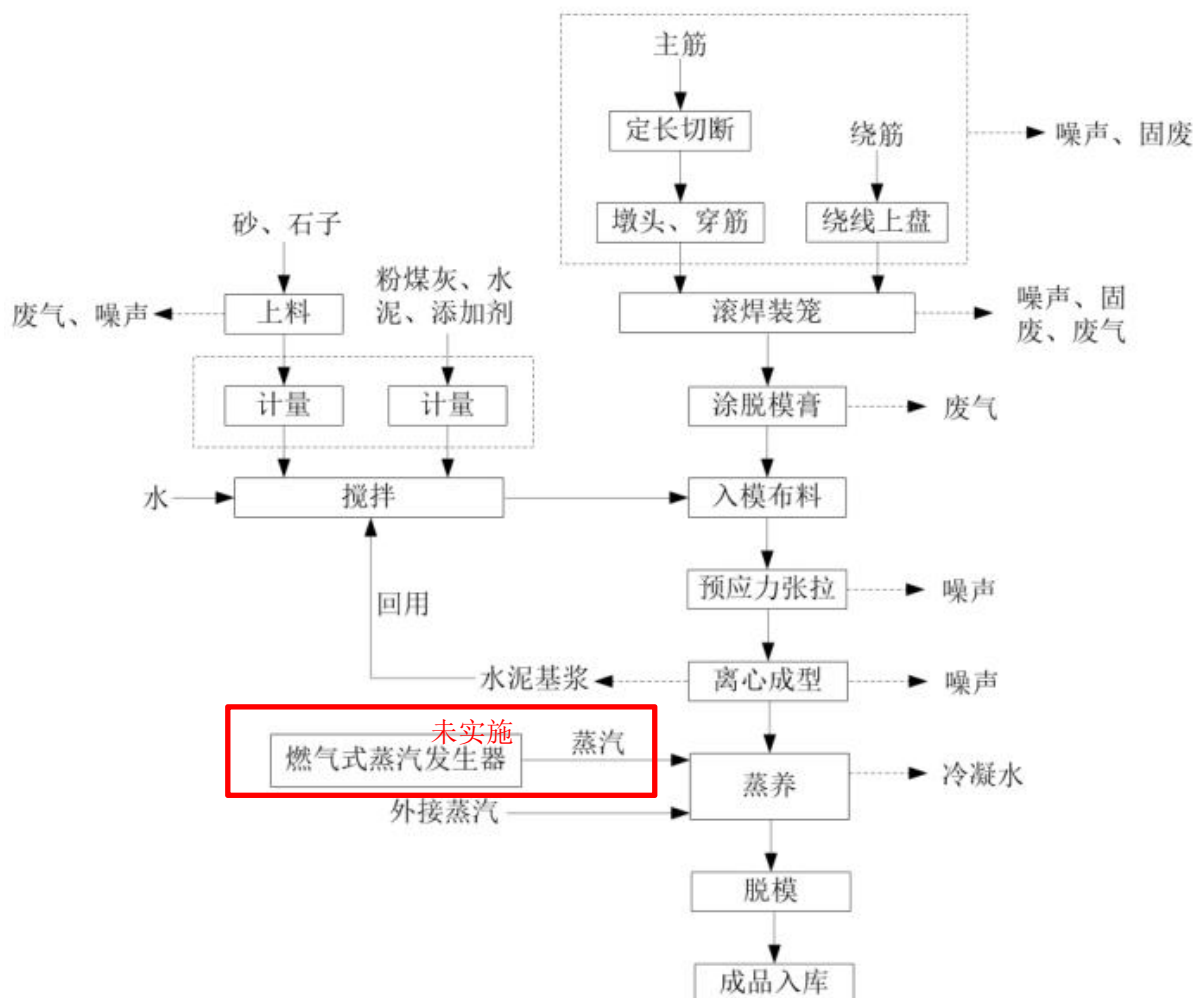 主筋
定长切断
绕筋
噪声、固废
墩头、穿筋
绕线上盘
砂、石子
粉煤灰、水
泥、添加剂
废气、噪声
上料
滚焊装笼
噪声、固
废、废气
计量
计量
涂脱模膏
废气
水
搅拌
入模布料
预应力张拉
噪声
回用
水泥基浆
离心成型
噪声
未实施
燃气式蒸汽发生器
蒸汽
蒸养
冷凝水
外接蒸汽
脱模
成品入库